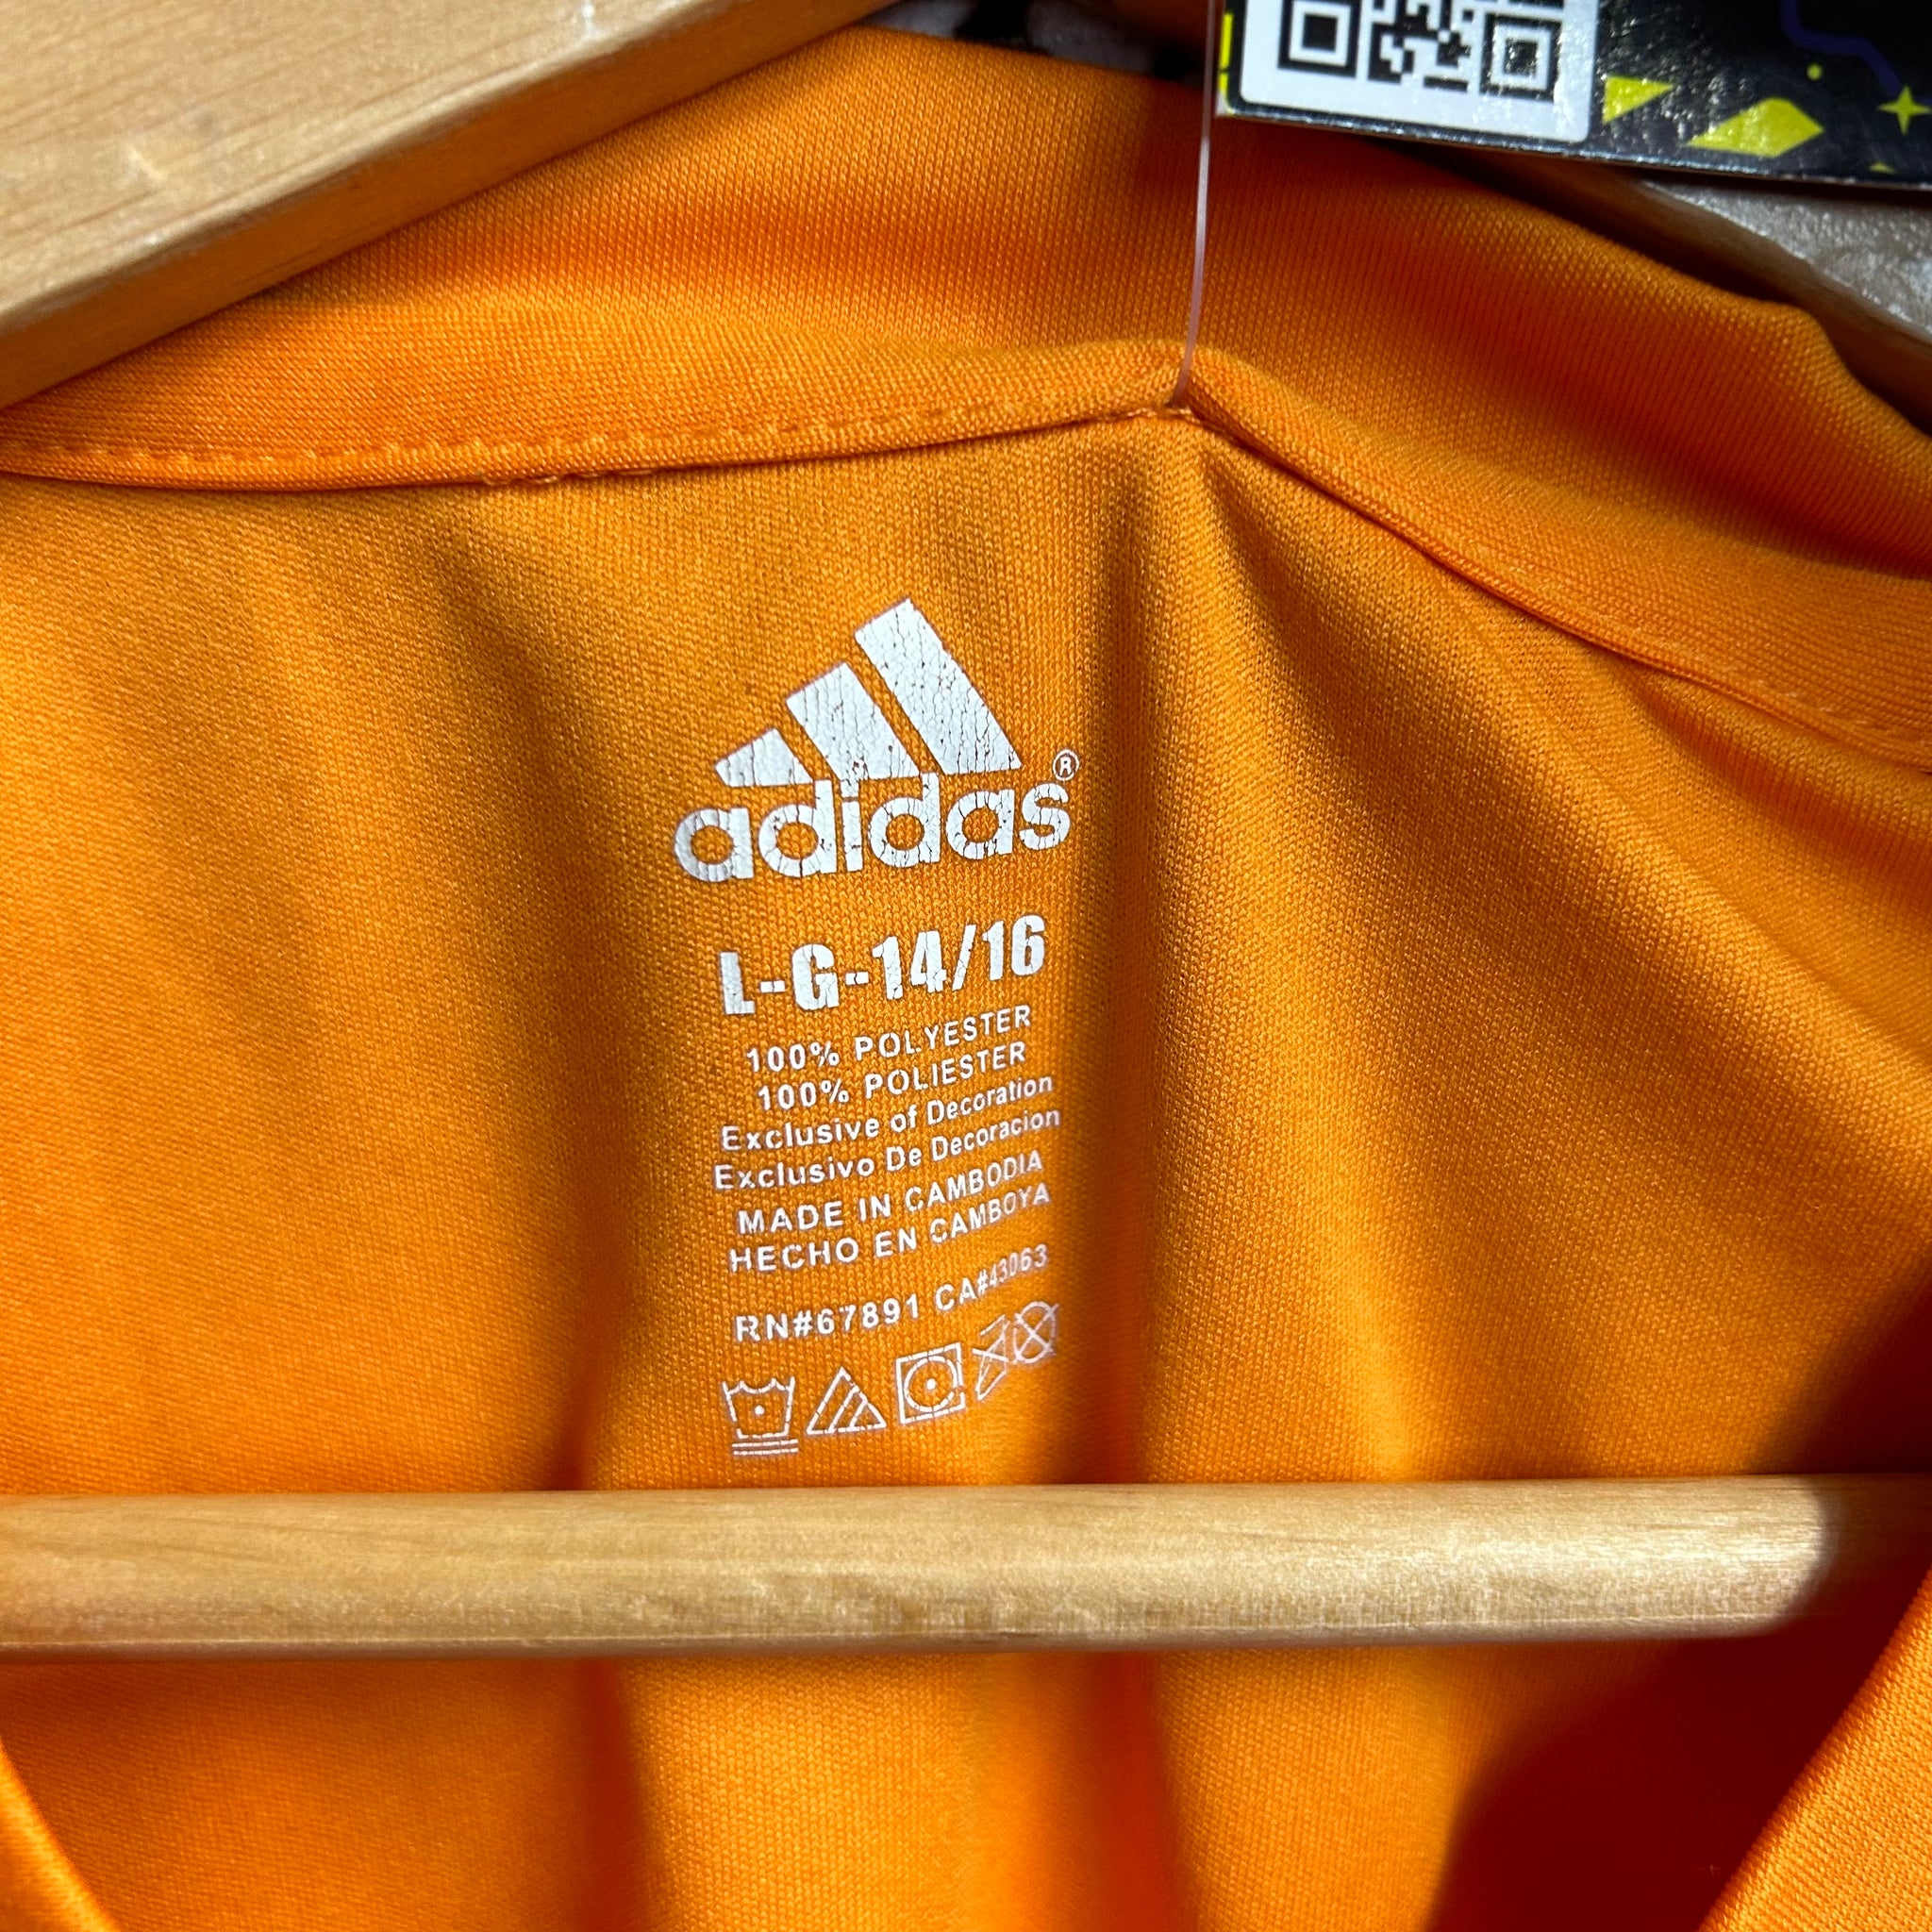 adidas®
L-G-14/16
100% POLYESTER
100% POLIESTER
Exclusive of Decoration
Exclusivo De Decoracion
MADE IN CAMBODIA
HECHO EN CAMBOYA
RN#67891 CA#43063